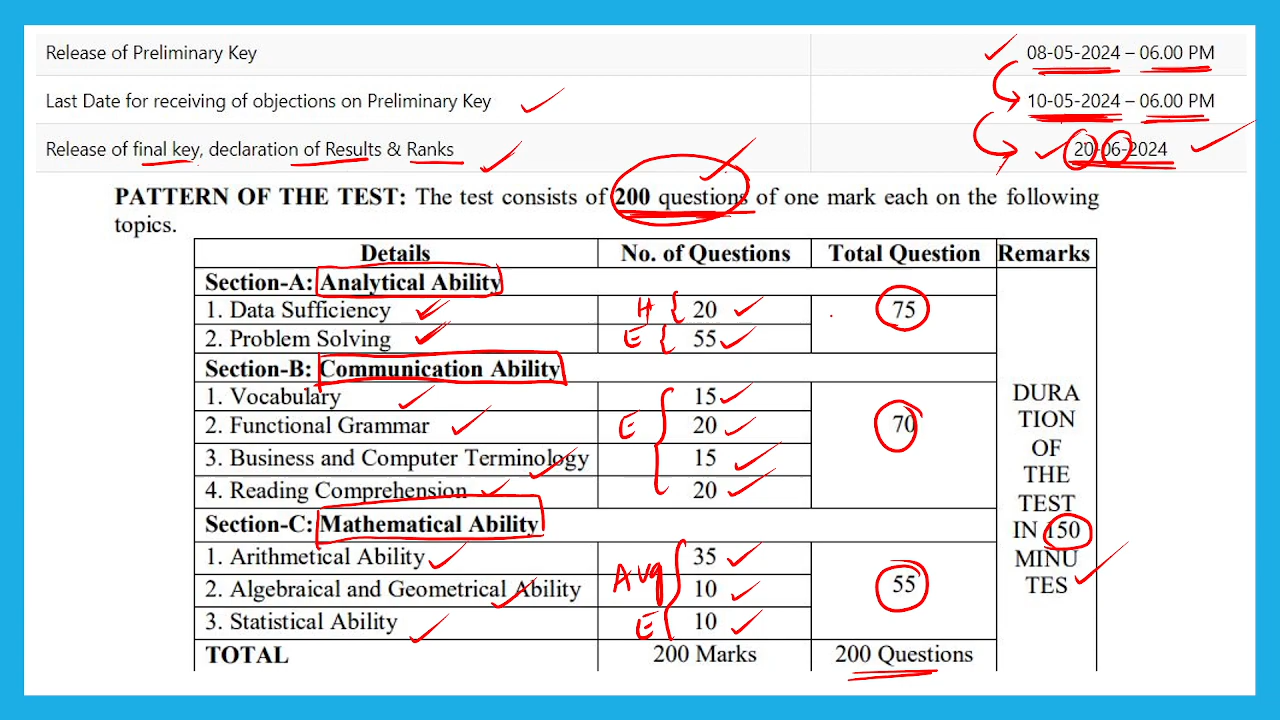 Release of Preliminary Key 08-05-2024 – 06.00 PM
Last Date for receiving of objections on Preliminary Key 10-05-2024 – 06.00 PM
Release of final key, declaration of Results & Ranks 20-06-2024
PATTERN OF THE TEST: The test consists of 200 questions of one mark each on the following
topics.
Details No. of Questions Total Question Remarks
Section-A: Analytical Ability
1. Data Sufficiency H 20 75
2. Problem Solving E 55
Section-B: Communication Ability
1. Vocabulary 15
2. Functional Grammar E 20 70
3. Business and Computer Terminology 15
4. Reading Comprehension 20
Section-C: Mathematical Ability
1. Arithmetical Ability 35
2. Algebraical and Geometrical Ability Avg 10 55
3. Statistical Ability E 10
TOTAL 200 Marks 200 Questions
DURA
TION
OF
THE
TEST
IN 150
MINU
TES